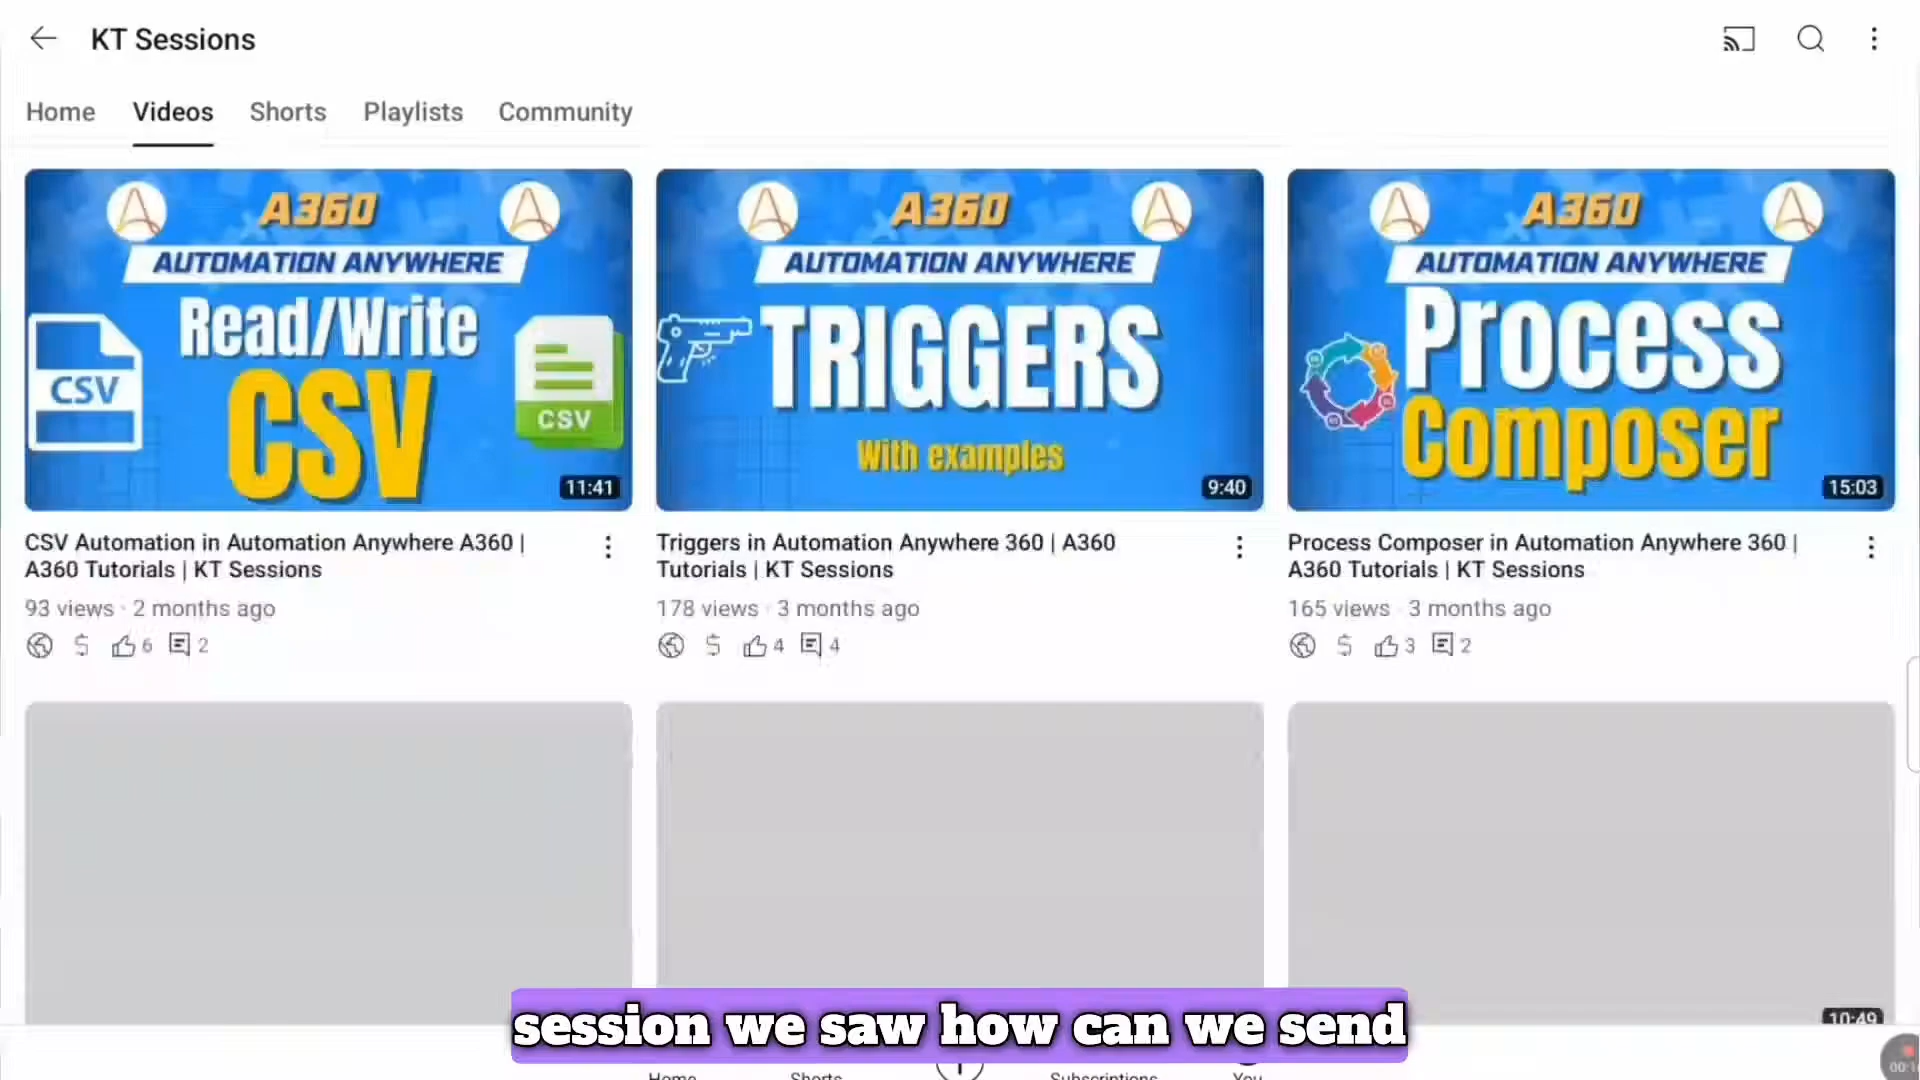 KT Sessions
Home Videos Shorts Playlists Community
A360
AUTOMATION ANYWHERE
Read/Write
CSV
CSV
CSV
11:41
A360
AUTOMATION ANYWHERE
TRIGGERS
With examples
9:40
A360
AUTOMATION ANYWHERE
Process
Composer
15:03
CSV Automation in Automation Anywhere A360 |
A360 Tutorials | KT Sessions
93 views · 2 months ago
6 2
Triggers in Automation Anywhere 360 | A360
Tutorials | KT Sessions
178 views · 3 months ago
4 4
Process Composer in Automation Anywhere 360 |
A360 Tutorials | KT Sessions
165 views · 3 months ago
3 2
10:49
session we saw how can we send
Home Shorts Subscriptions You